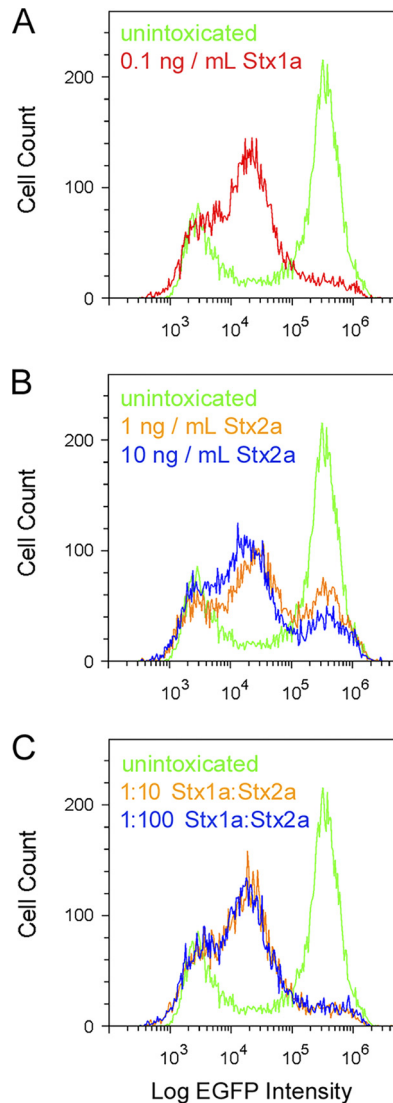 A
unintoxicated
0.1 ng / mL Stx1a
200
100
0
Cell Count
10³ 10⁴ 10⁵ 10⁶
B
unintoxicated
1 ng / mL Stx2a
10 ng / mL Stx2a
200
100
0
Cell Count
10³ 10⁴ 10⁵ 10⁶
C
unintoxicated
1:10 Stx1a:Stx2a
1:100 Stx1a:Stx2a
200
100
0
Cell Count
10³ 10⁴ 10⁵ 10⁶
Log EGFP Intensity